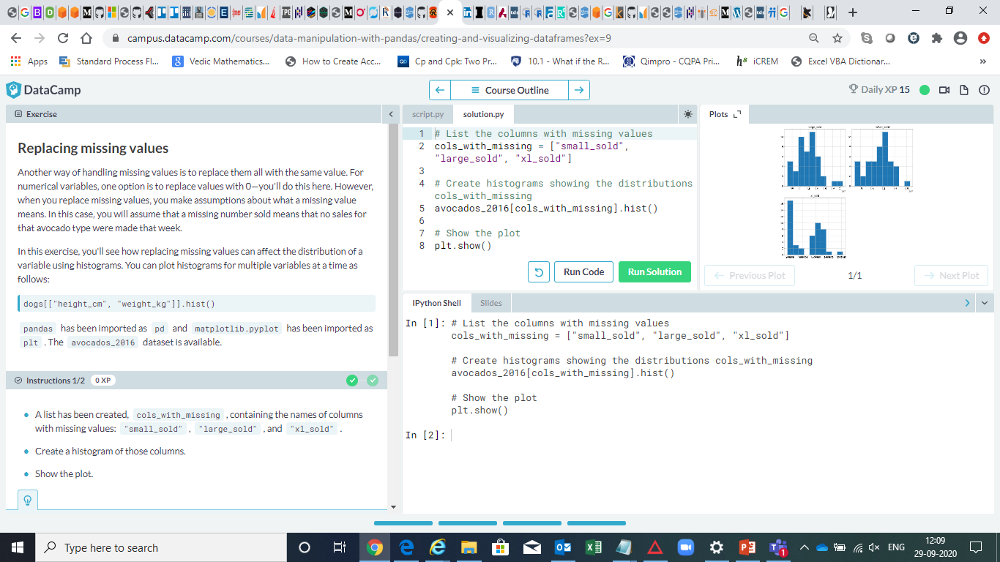 campus.datacamp.com/courses/data-manipulation-with-pandas/creating-and-visualizing-dataframes?ex=9
Apps
Standard Process Fl...
Vedic Mathematics...
How to Create Acc...
Cp and Cpk: Two Pr...
10.1 - What if the R...
Qimpro - CQPA Pri...
iCREM
Excel VBA Dictionar...
DataCamp
Course Outline
Daily XP 15
Exercise
Replacing missing values
Another way of handling missing values is to replace them all with the same value. For
numerical variables, one option is to replace values with 0—you'll do this here. However,
when you replace missing values, you make assumptions about what a missing value
means. In this case, you will assume that a missing number sold means that no sales for
that avocado type were made that week.
In this exercise, you'll see how replacing missing values can affect the distribution of a
variable using histograms. You can plot histograms for multiple variables at a time as
follows:
dogs[["height_cm", "weight_kg"]].hist()
pandas has been imported as pd and matplotlib.pyplot has been imported as
plt . The avocados_2016 dataset is available.
Instructions 1/2 0 XP
A list has been created, cols_with_missing , containing the names of columns
with missing values: "small_sold" , "large_sold" , and "xl_sold" .
Create a histogram of those columns.
Show the plot.
script.py
solution.py
1 # List the columns with missing values
2 cols_with_missing = ["small_sold",
"large_sold", "xl_sold"]
3
4 # Create histograms showing the distributions
cols_with_missing
5 avocados_2016[cols_with_missing].hist()
6
7 # Show the plot
8 plt.show()
Run Code
Run Solution
Plots
large_sold
small_sold
xl_sold
Previous Plot
1/1
Next Plot
IPython Shell
Slides
In [1]: # List the columns with missing values
cols_with_missing = ["small_sold", "large_sold", "xl_sold"]
# Create histograms showing the distributions cols_with_missing
avocados_2016[cols_with_missing].hist()
# Show the plot
plt.show()
In [2]:
Type here to search
ENG
12:09
29-09-2020